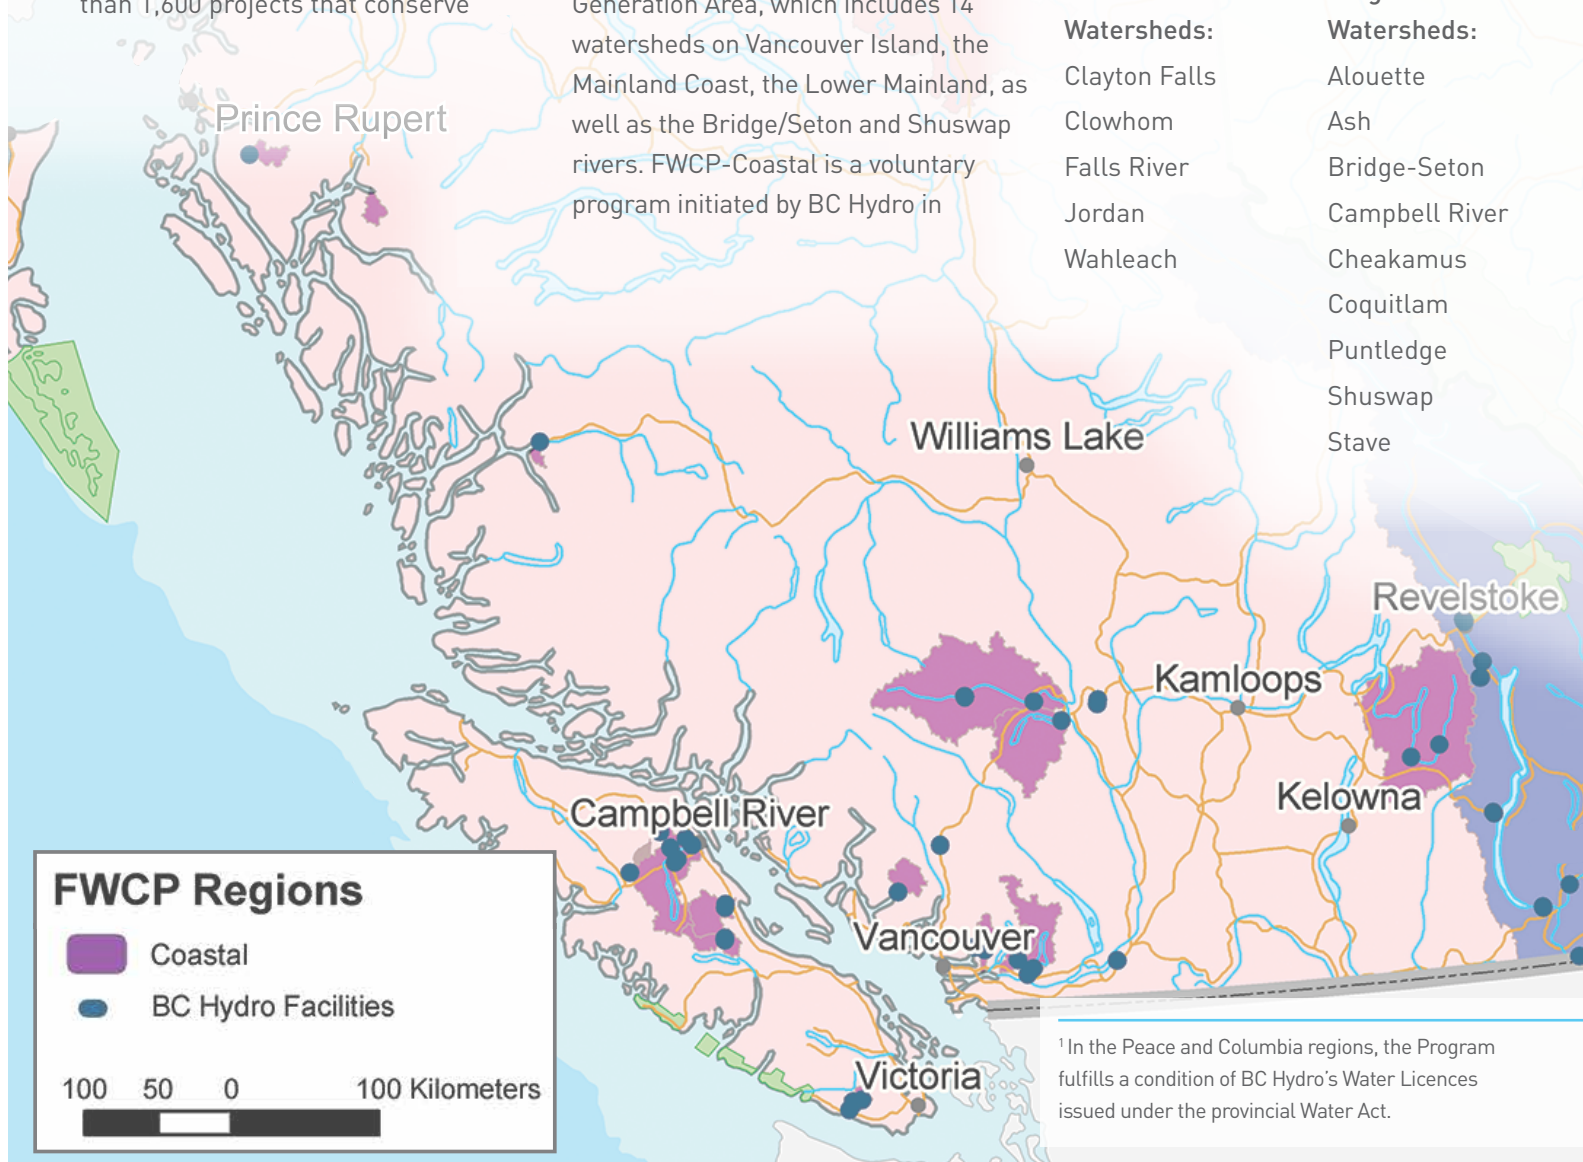 than 1,600 projects that conserve
Generation Area, which includes 14
watersheds on Vancouver Island, the
Mainland Coast, the Lower Mainland, as
well as the Bridge/Seton and Shuswap
rivers. FWCP-Coastal is a voluntary
program initiated by BC Hydro in
Watersheds:
Clayton Falls
Clowhom
Falls River
Jordan
Wahleach
Watersheds:
Alouette
Ash
Bridge-Seton
Campbell River
Cheakamus
Coquitlam
Puntledge
Shuswap
Stave
Prince Rupert
Williams Lake
Revelstoke
Kamloops
Kelowna
Campbell River
Vancouver
Victoria
FWCP Regions
Coastal
BC Hydro Facilities
100 50 0 100 Kilometers
1 In the Peace and Columbia regions, the Program
fulfills a condition of BC Hydro's Water Licences
issued under the provincial Water Act.